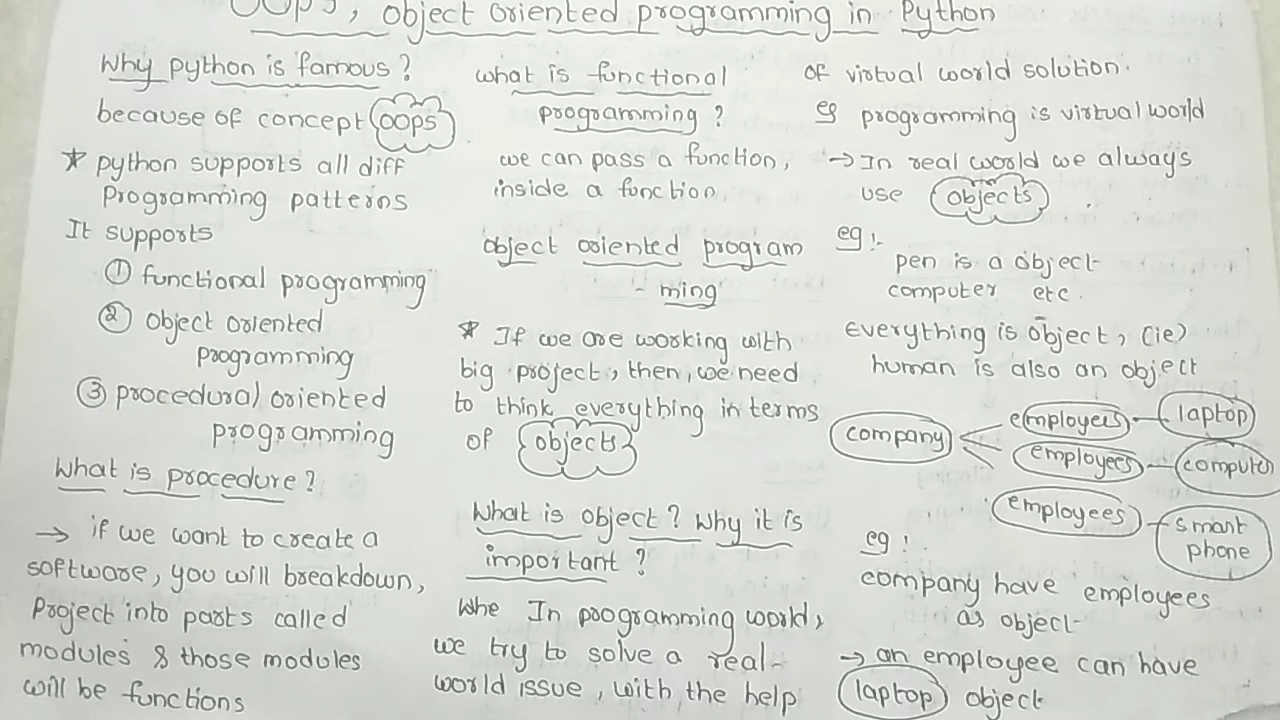 OOPs, object oriented programming in Python
Why python is famous?
because of concept OOPS
* python supports all diff
Programming patterns
It supports
① functional programming
② object oriented
programming
③ procedural oriented
programming
What is procedure?
→ if we want to create a
software, you will breakdown,
Project into parts called
modules & those modules
will be functions
what is functional
programming?
we can pass a function,
inside a function
object oriented program
- ming
* If we are working with
big project, then, we need
to think everything in terms
of objects
What is object? Why it is
important?
Whe In programming world,
we try to solve a real-
world issue, with the help
of virtual world solution.
eg programming is virtual world
→ In real world we always
use objects
eg:-
pen is a object
computer etc.
Everything is object, (ie)
human is also an object
company employees laptop
employees computer
employees smart
phone
eg:
company have employees
as object
→ an employee can have
laptop object